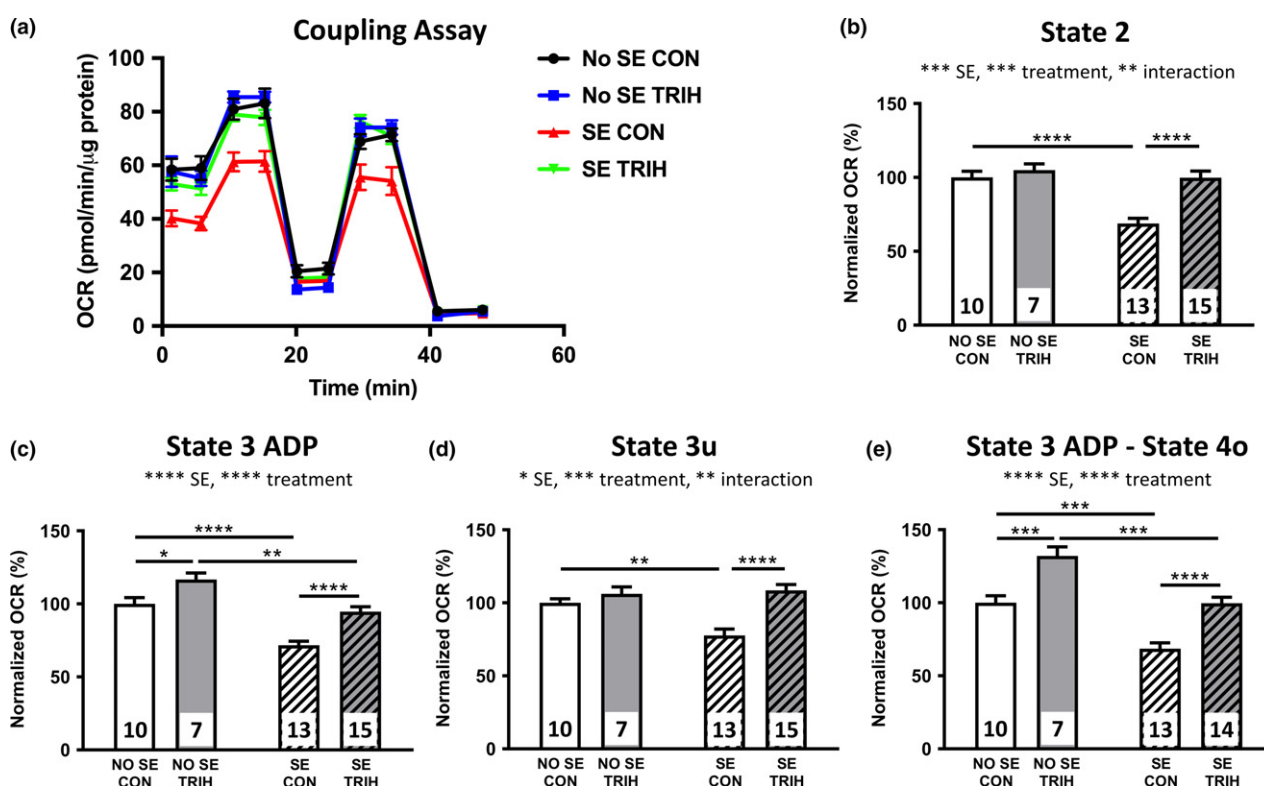 (a)
Coupling Assay
OCR (pmol/min/µg protein)
100
80
60
40
20
0
0 20 40 60
Time (min)
No SE CON
No SE TRIH
SE CON
SE TRIH
(b)
State 2
*** SE, *** treatment, ** interaction
Normalized OCR (%)
150
100
50
0
**** ****
10 7 13 15
NO SE NO SE SE SE
CON TRIH CON TRIH
(c)
State 3 ADP
**** SE, **** treatment
Normalized OCR (%)
150
100
50
0
****
* **
****
10 7 13 15
NO SE NO SE SE SE
CON TRIH CON TRIH
(d)
State 3u
* SE, *** treatment, ** interaction
Normalized OCR (%)
150
100
50
0
** ****
10 7 13 15
NO SE NO SE SE SE
CON TRIH CON TRIH
(e)
State 3 ADP - State 4o
**** SE, **** treatment
Normalized OCR (%)
150
100
50
0
***
*** ***
****
10 7 13 14
NO SE NO SE SE SE
CON TRIH CON TRIH